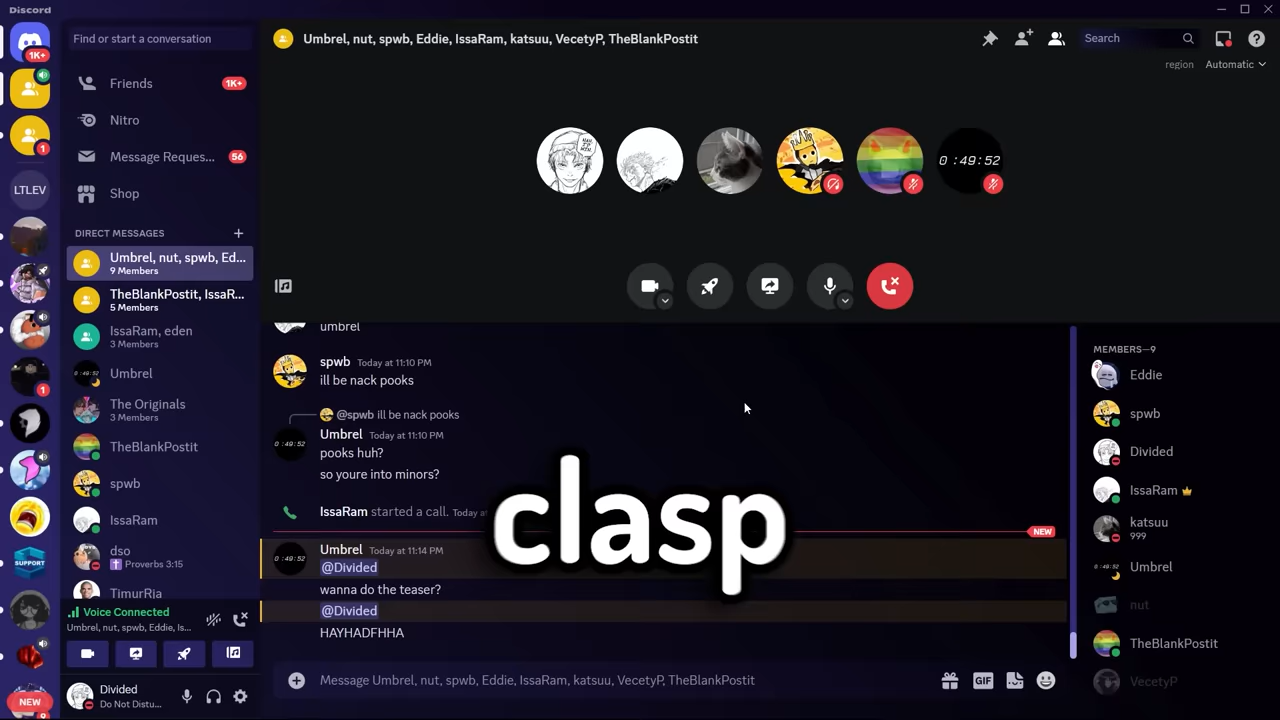 Discord
1K+
1
LTLEV
1
SUPPORT
NEW
Find or start a conversation
Friends
1K+
Nitro
Message Reques...
56
Shop
DIRECT MESSAGES
Umbrel, nut, spwb, Ed...
9 Members
TheBlankPostit, IssaR...
5 Members
IssaRam, eden
3 Members
Umbrel
The Originals
3 Members
TheBlankPostit
spwb
IssaRam
dso
Proverbs 3:15
TimurRia
Voice Connected
Umbrel, nut, spwb, Eddie, Is...
Divided
Do Not Distu...
Umbrel, nut, spwb, Eddie, IssaRam, katsuu, VecetyP, TheBlankPostit
Search
region
Automatic
0:49:52
umbrel
spwb Today at 11:10 PM
ill be nack pooks
@spwb ill be nack pooks
Umbrel Today at 11:10 PM
pooks huh?
so youre into minors?
IssaRam started a call. Today at
NEW
Umbrel Today at 11:14 PM
@Divided
wanna do the teaser?
@Divided
HAYHADFHHA
clasp
Message Umbrel, nut, spwb, Eddie, IssaRam, katsuu, VecetyP, TheBlankPostit
GIF
MEMBERS—9
Eddie
spwb
Divided
IssaRam
katsuu
999
Umbrel
nut
TheBlankPostit
VecetyP